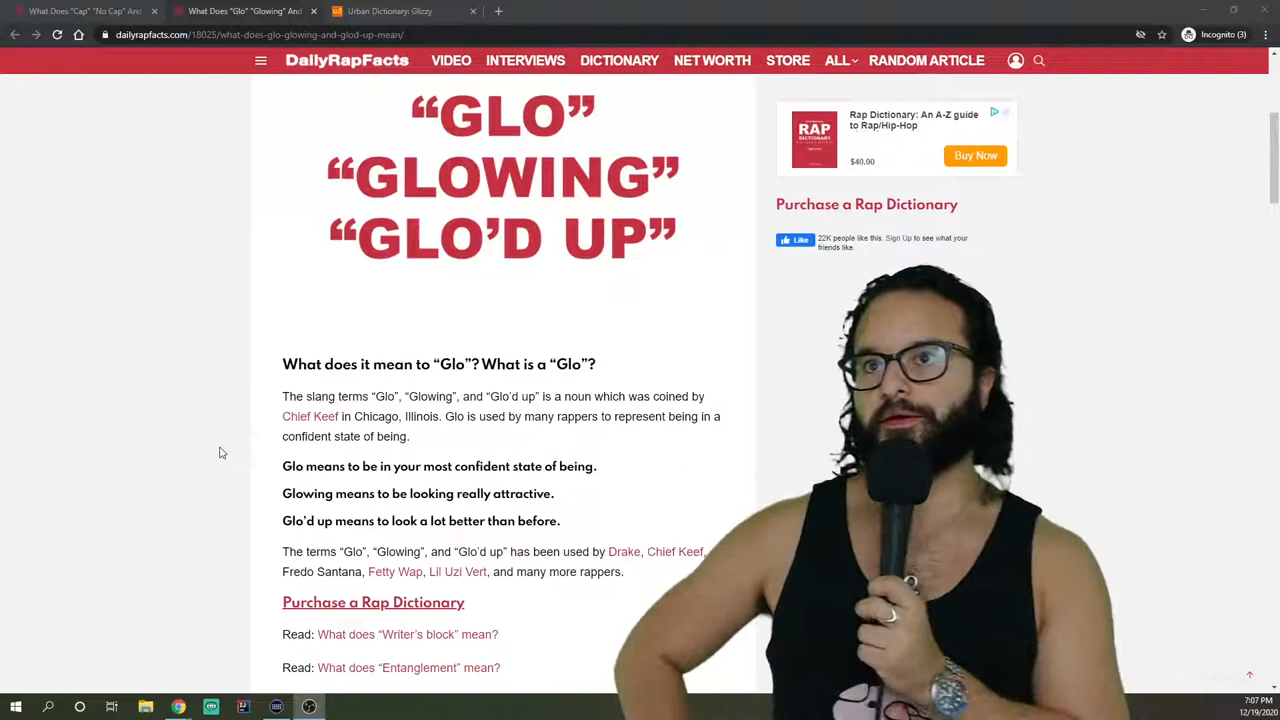 What Does "Cap" "No Cap" And
What Does "Glo" "Glowing" And
Urban Dictionary: Glizzy
dailyrapfacts.com/18025/what-does-glo-glowing-and-glod-up-mean/
Incognito (3)
DailyRapFacts
VIDEO
INTERVIEWS
DICTIONARY
NET WORTH
STORE
ALL
RANDOM ARTICLE
“GLO”
“GLOWING”
“GLO’D UP”
What does it mean to “Glo”? What is a “Glo”?
The slang terms “Glo”, “Glowing”, and “Glo’d up” is a noun which was coined by
Chief Keef in Chicago, Illinois. Glo is used by many rappers to represent being in a
confident state of being.
Glo means to be in your most confident state of being.
Glowing means to be looking really attractive.
Glo’d up means to look a lot better than before.
The terms “Glo”, “Glowing”, and “Glo’d up” has been used by Drake, Chief Keef,
Fredo Santana, Fetty Wap, Lil Uzi Vert, and many more rappers.
Purchase a Rap Dictionary
Read: What does “Writer’s block” mean?
Read: What does “Entanglement” mean?
RAP
DICTIONARY
Rap Dictionary: An A-Z guide
to Rap/Hip-Hop
$40.00
Buy Now
Purchase a Rap Dictionary
Like
22K people like this. Sign Up to see what your
friends like.
7:07 PM
12/19/2020